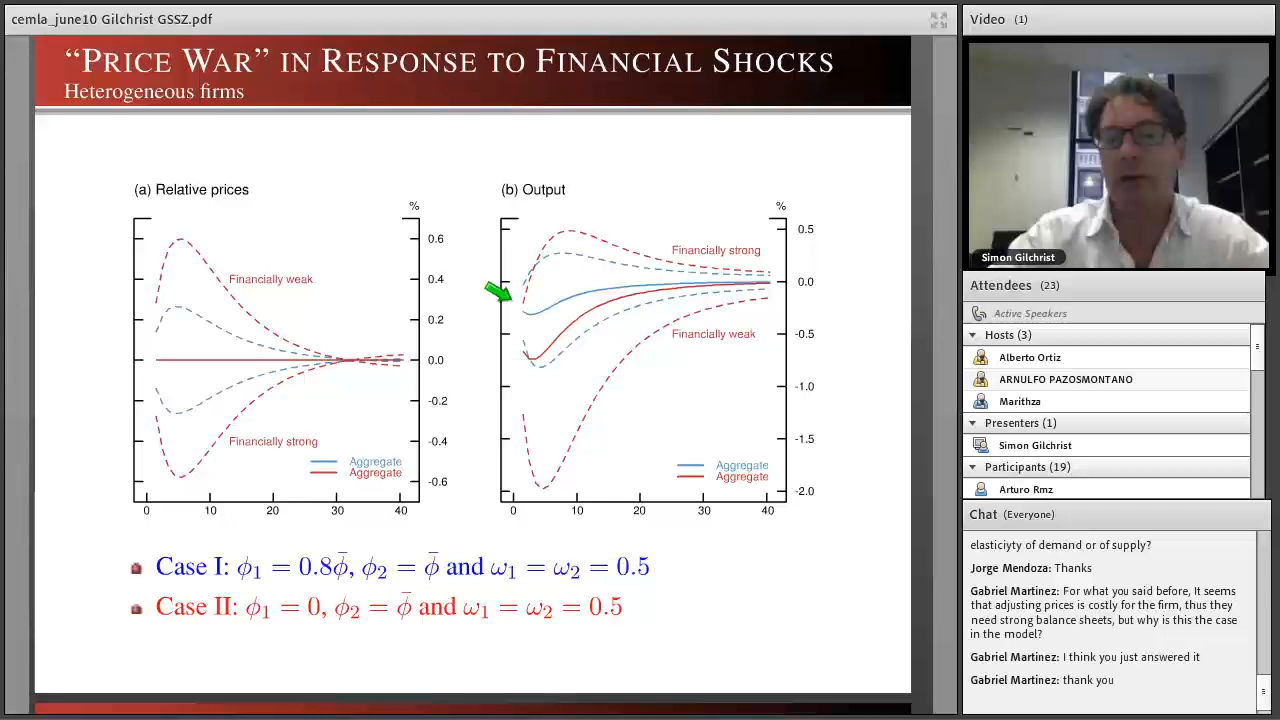 cemla_june10 Gilchrist GSSZ.pdf
“PRICE WAR” IN RESPONSE TO FINANCIAL SHOCKS
Heterogeneous firms
(a) Relative prices
%
0.6
0.4
0.2
0.0
-0.2
-0.4
-0.6
Financially weak
Financially strong
Aggregate
Aggregate
0 10 20 30 40
(b) Output
%
0.5
0.0
-0.5
-1.0
-1.5
-2.0
Financially strong
Financially weak
Aggregate
Aggregate
0 10 20 30 40
Case I: ϕ₁ = 0.8ϕ̄, ϕ₂ = ϕ̄ and ω₁ = ω₂ = 0.5
Case II: ϕ₁ = 0, ϕ₂ = ϕ̄ and ω₁ = ω₂ = 0.5
Video (1)
Simon Gilchrist
Attendees (23)
Active Speakers
Hosts (3)
Alberto Ortiz
ARNULFO PAZOSMONTANO
Marithza
Presenters (1)
Simon Gilchrist
Participants (19)
Arturo Rmz
Chat (Everyone)
elasticiyty of demand or of supply?
Jorge Mendoza: Thanks
Gabriel Martinez: For what you said before, It seems
that adjusting prices is costly for the firm, thus they
need strong balance sheets, but why is this the case
in the model?
Gabriel Martinez: I think you just answered it
Gabriel Martinez: thank you